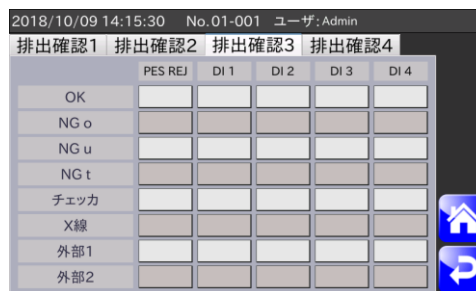 2018/10/09 14:15:30 No.01-001 ユーザ:Admin
排出確認1 排出確認2 排出確認3 排出確認4
PES REJ DI 1 DI 2 DI 3 DI 4
OK
NG o
NG u
NG t
チェッカ
X線
外部1
外部2